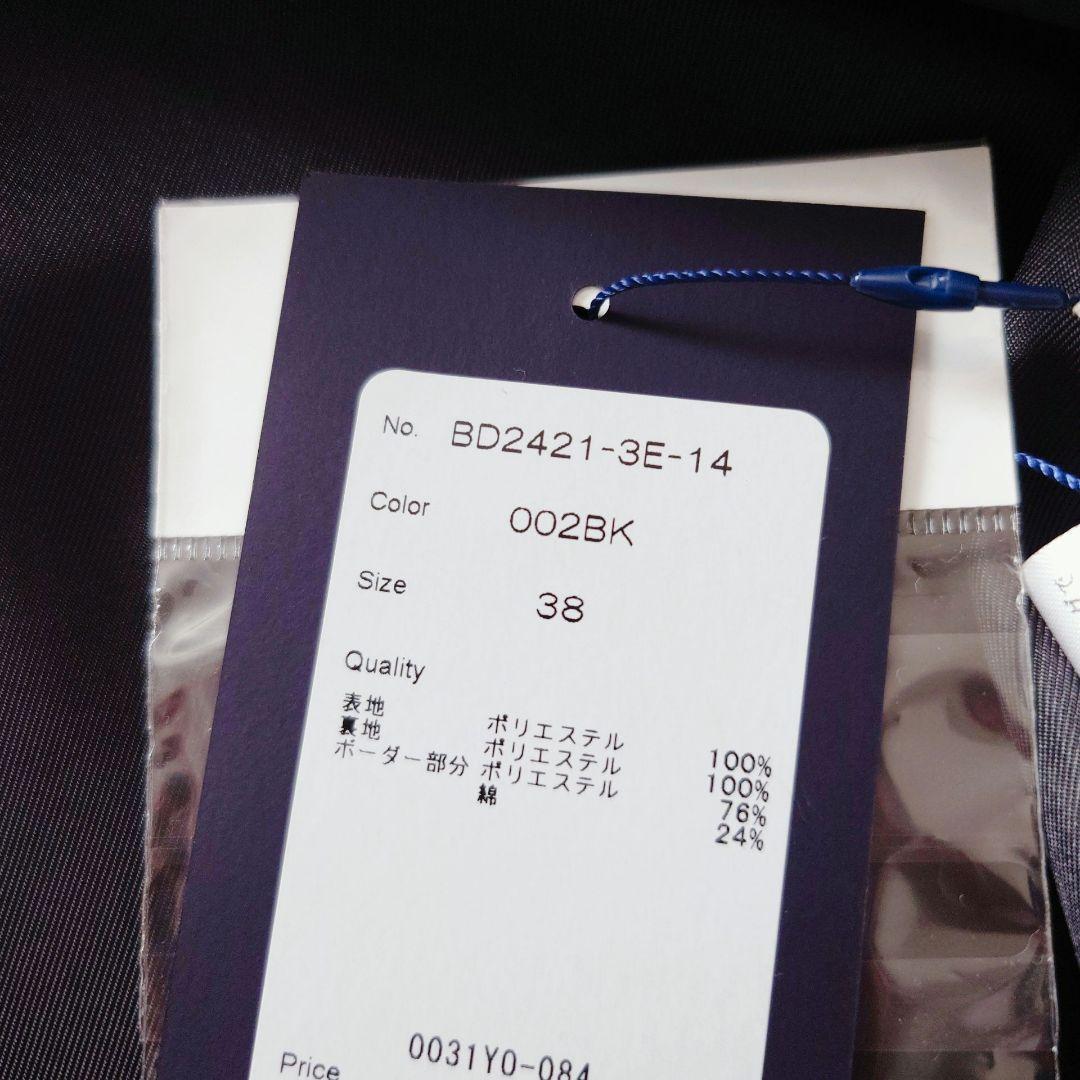 No. BD2421-3E-14
Color 002BK
Size 38
Quality
表地 ポリエステル 100%
裏地 ポリエステル 100%
ボーダー部分 ポリエステル 76%
綿 24%
0031Y0-084
Price